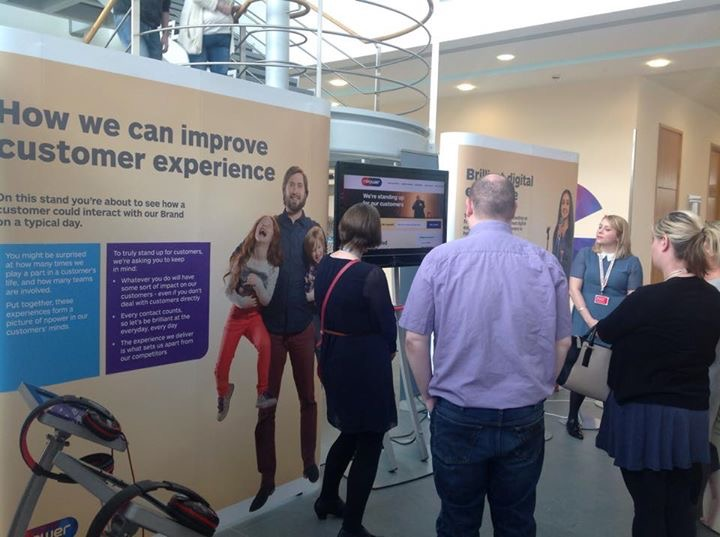 How we can improve
customer experience
On this stand you're about to see how a
customer could interact with our Brand
on a typical day.
You might be surprised
at how many times we
play a part in a customer's
life, and how many teams
are involved.
Put together, these
experiences form a
picture of npower in our
customers' minds.
To truly stand up for customers,
we're asking you to keep
in mind:
• Whatever you do will have
some sort of impact on our
customers - even if you don't
deal with customers directly
• Every contact counts,
so let's be brilliant at the
everyday, every day
• The experience we deliver
is what sets us apart from
our competitors
npower
We're standing up
for our customers
digital
power